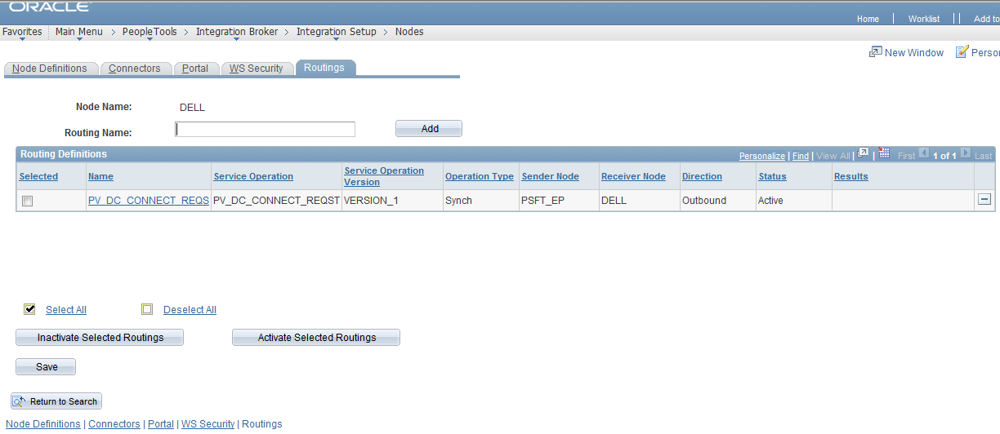 ORACLE
Home Worklist Add to
Favorites Main Menu > PeopleTools > Integration Broker > Integration Setup > Nodes
New Window Person
Node Definitions Connectors Portal WS Security Routings
Node Name: DELL
Routing Name: Add
Routing Definitions Personalize | Find | View All | | First 1 of 1 Last
Selected Name Service Operation Service Operation Version Operation Type Sender Node Receiver Node Direction Status Results
PV_DC_CONNECT_REQS PV_DC_CONNECT_REQST VERSION_1 Synch PSFT_EP DELL Outbound Active
Select All Deselect All
Inactivate Selected Routings Activate Selected Routings
Save
Return to Search
Node Definitions | Connectors | Portal | WS Security | Routings